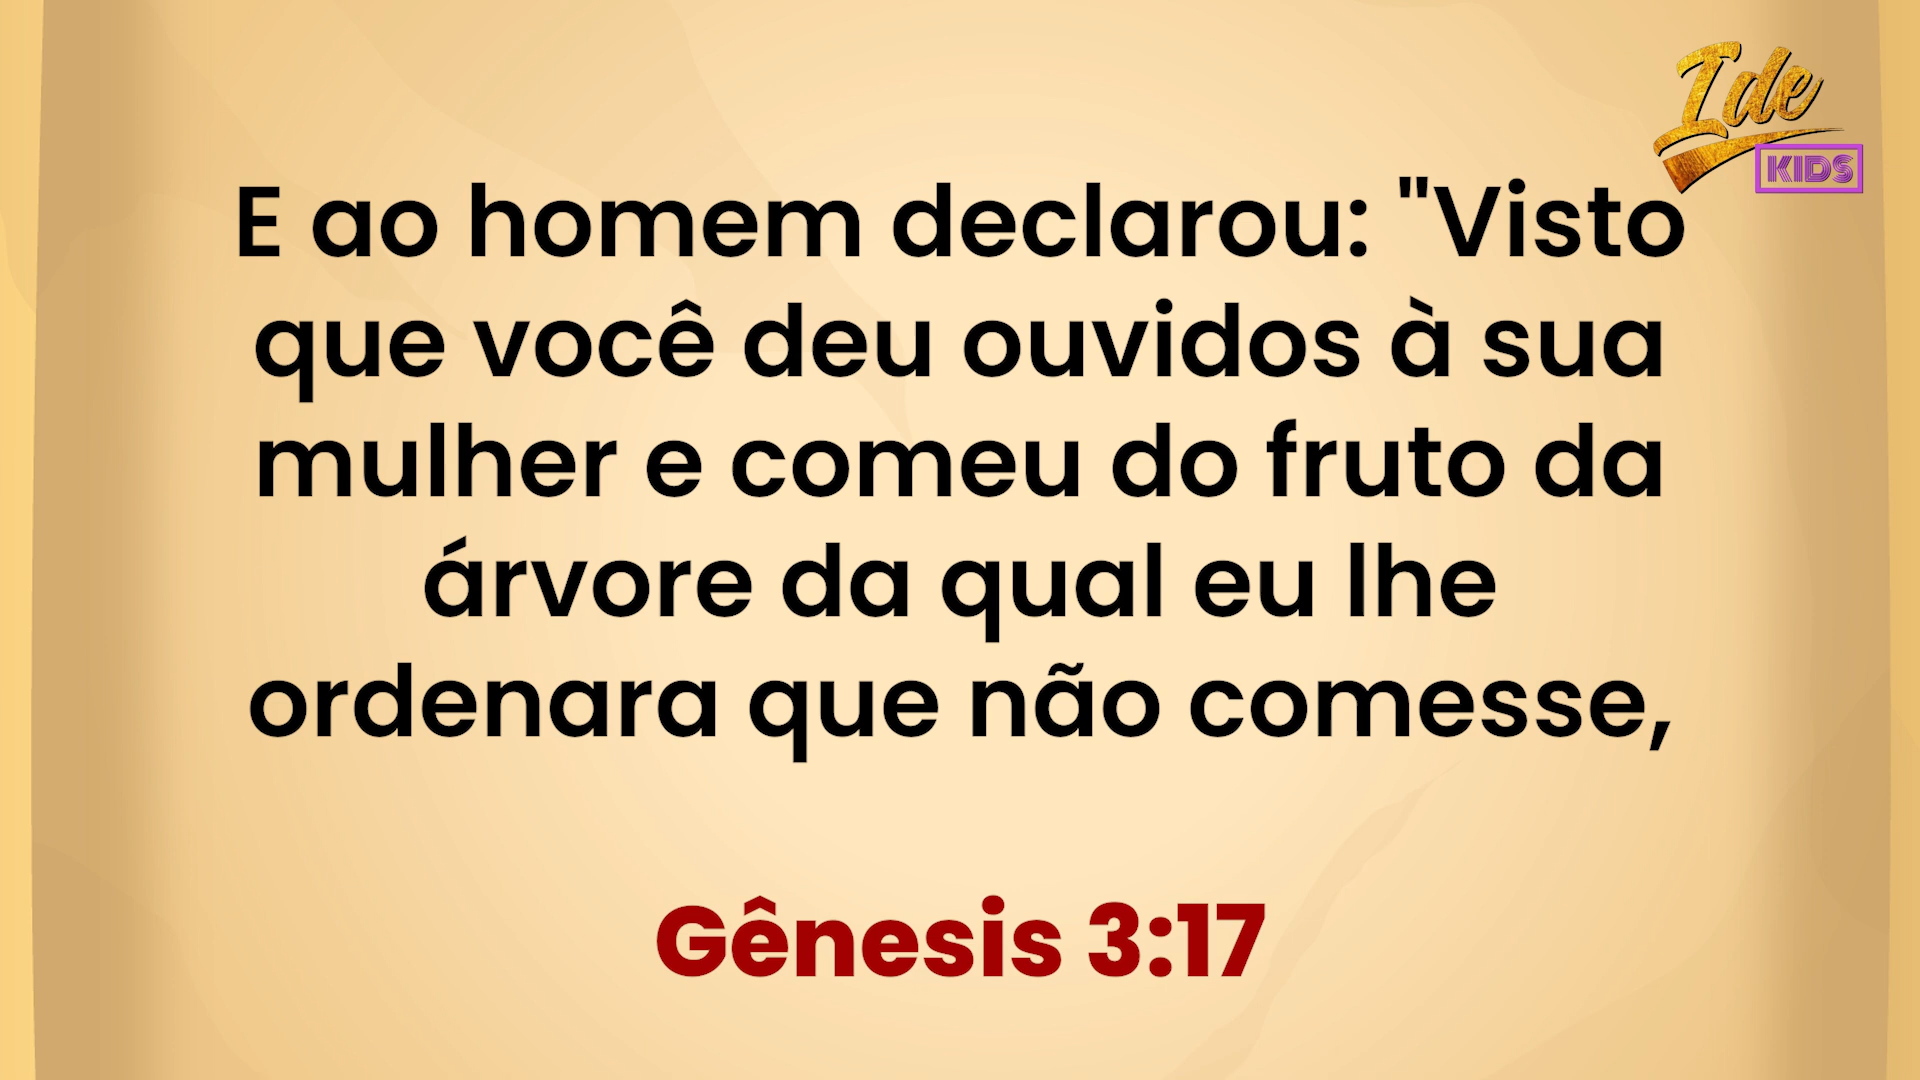 Ide
KIDS
E ao homem declarou: "Visto
que você deu ouvidos à sua
mulher e comeu do fruto da
árvore da qual eu lhe
ordenara que não comesse,
Gênesis 3:17